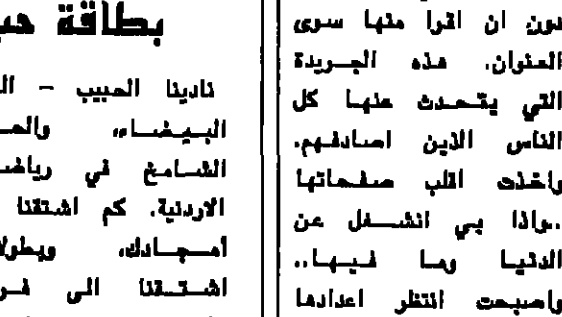 دون ان اقرا منها سوى
العنوان. هذه الجريدة
التي يتحدث عنها كل
الناس الذين اصادفهم.
واخذت اقلب صفحاتها
..واذا بي انشغل عن
الدنيا وما فيها..
واصبحت انتظر اعدادها
بطاقة
نادينا الحبيب -
البيضاء،
الشامخ في
الاردنية. كم اشتقنا
أمجادك،
اشتقنا الى